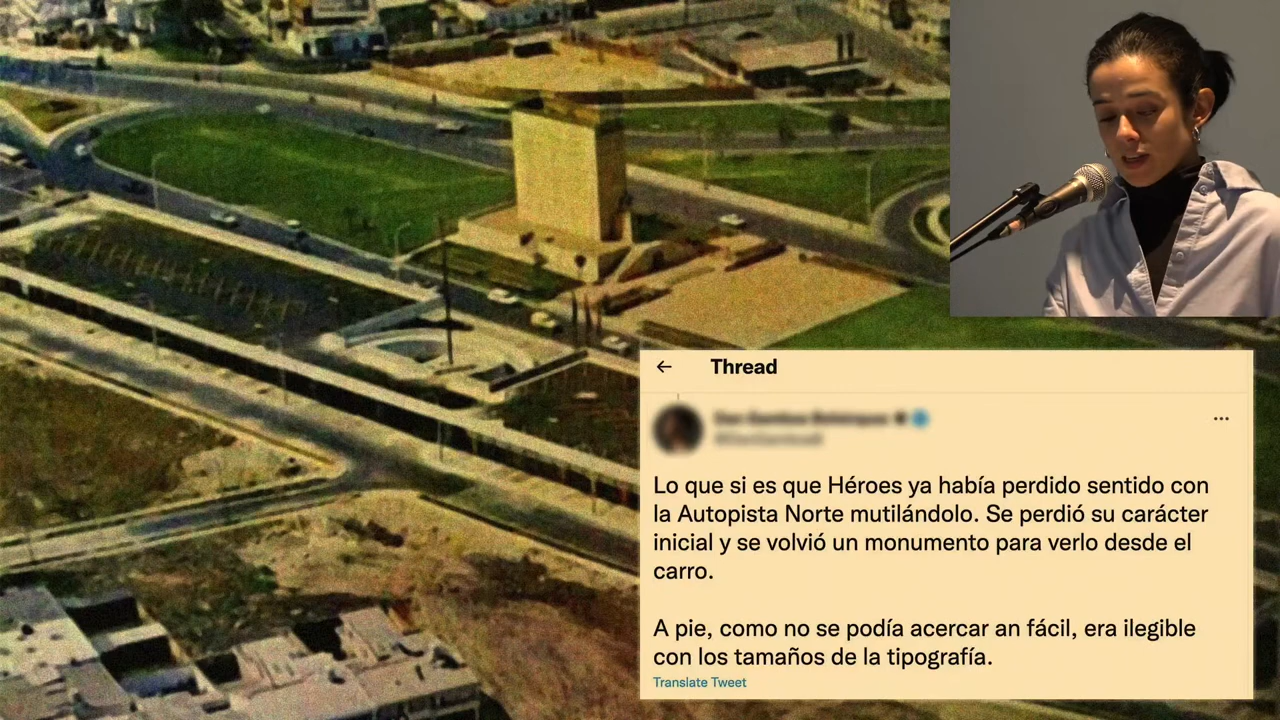 Thread
Lo que si es que Héroes ya había perdido sentido con
la Autopista Norte mutilándolo. Se perdió su carácter
inicial y se volvió un monumento para verlo desde el
carro.
A pie, como no se podía acercar an fácil, era ilegible
con los tamaños de la tipografía.
Translate Tweet